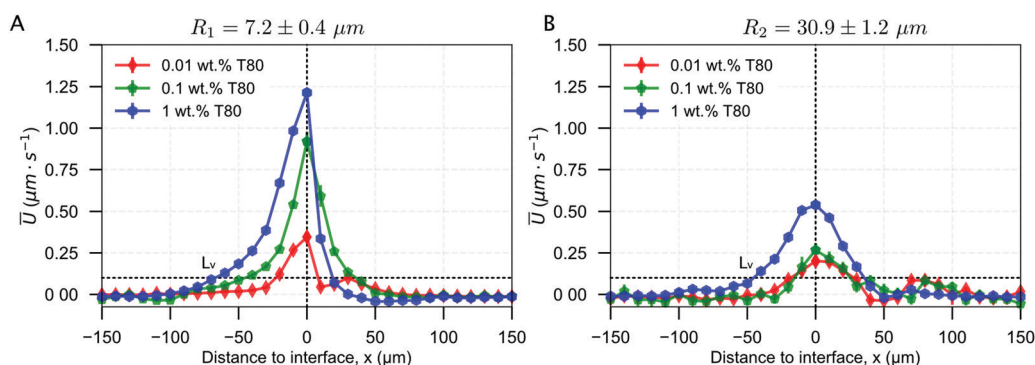 A
R₁ = 7.2 ± 0.4 μm
1.50
1.25
1.00
0.75
0.50
0.25
0 00
U̅ (μm · s⁻¹)
0.01 wt.% T80
0.1 wt.% T80
1 wt.% T80
Lᵥ
−150
−100
−50
0
50
100
150
Distance to interface, x (μm)
B
R₂ = 30.9 ± 1.2 μm
1.50
1.25
1.00
0.75
0.50
0.25
0 00
U̅ (μm · s⁻¹)
0.01 wt.% T80
0.1 wt.% T80
1 wt.% T80
Lᵥ
−150
−100
−50
0
50
100
150
Distance to interface, x (μm)